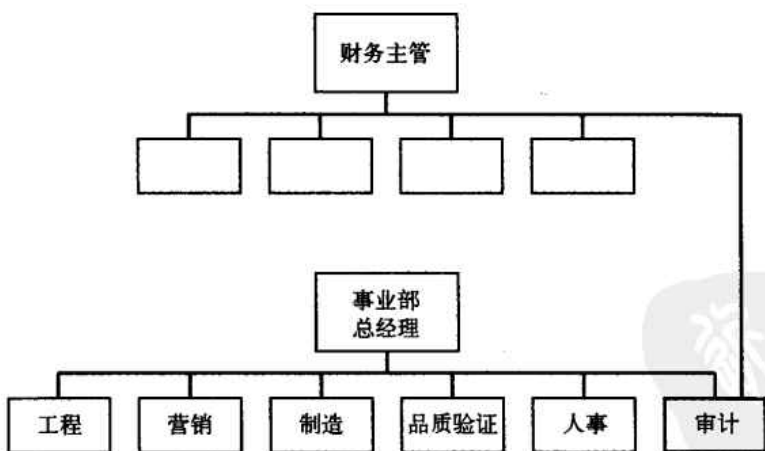 财务主管
事业部
总经理
工程
营销
制造
品质验证
人事
审计